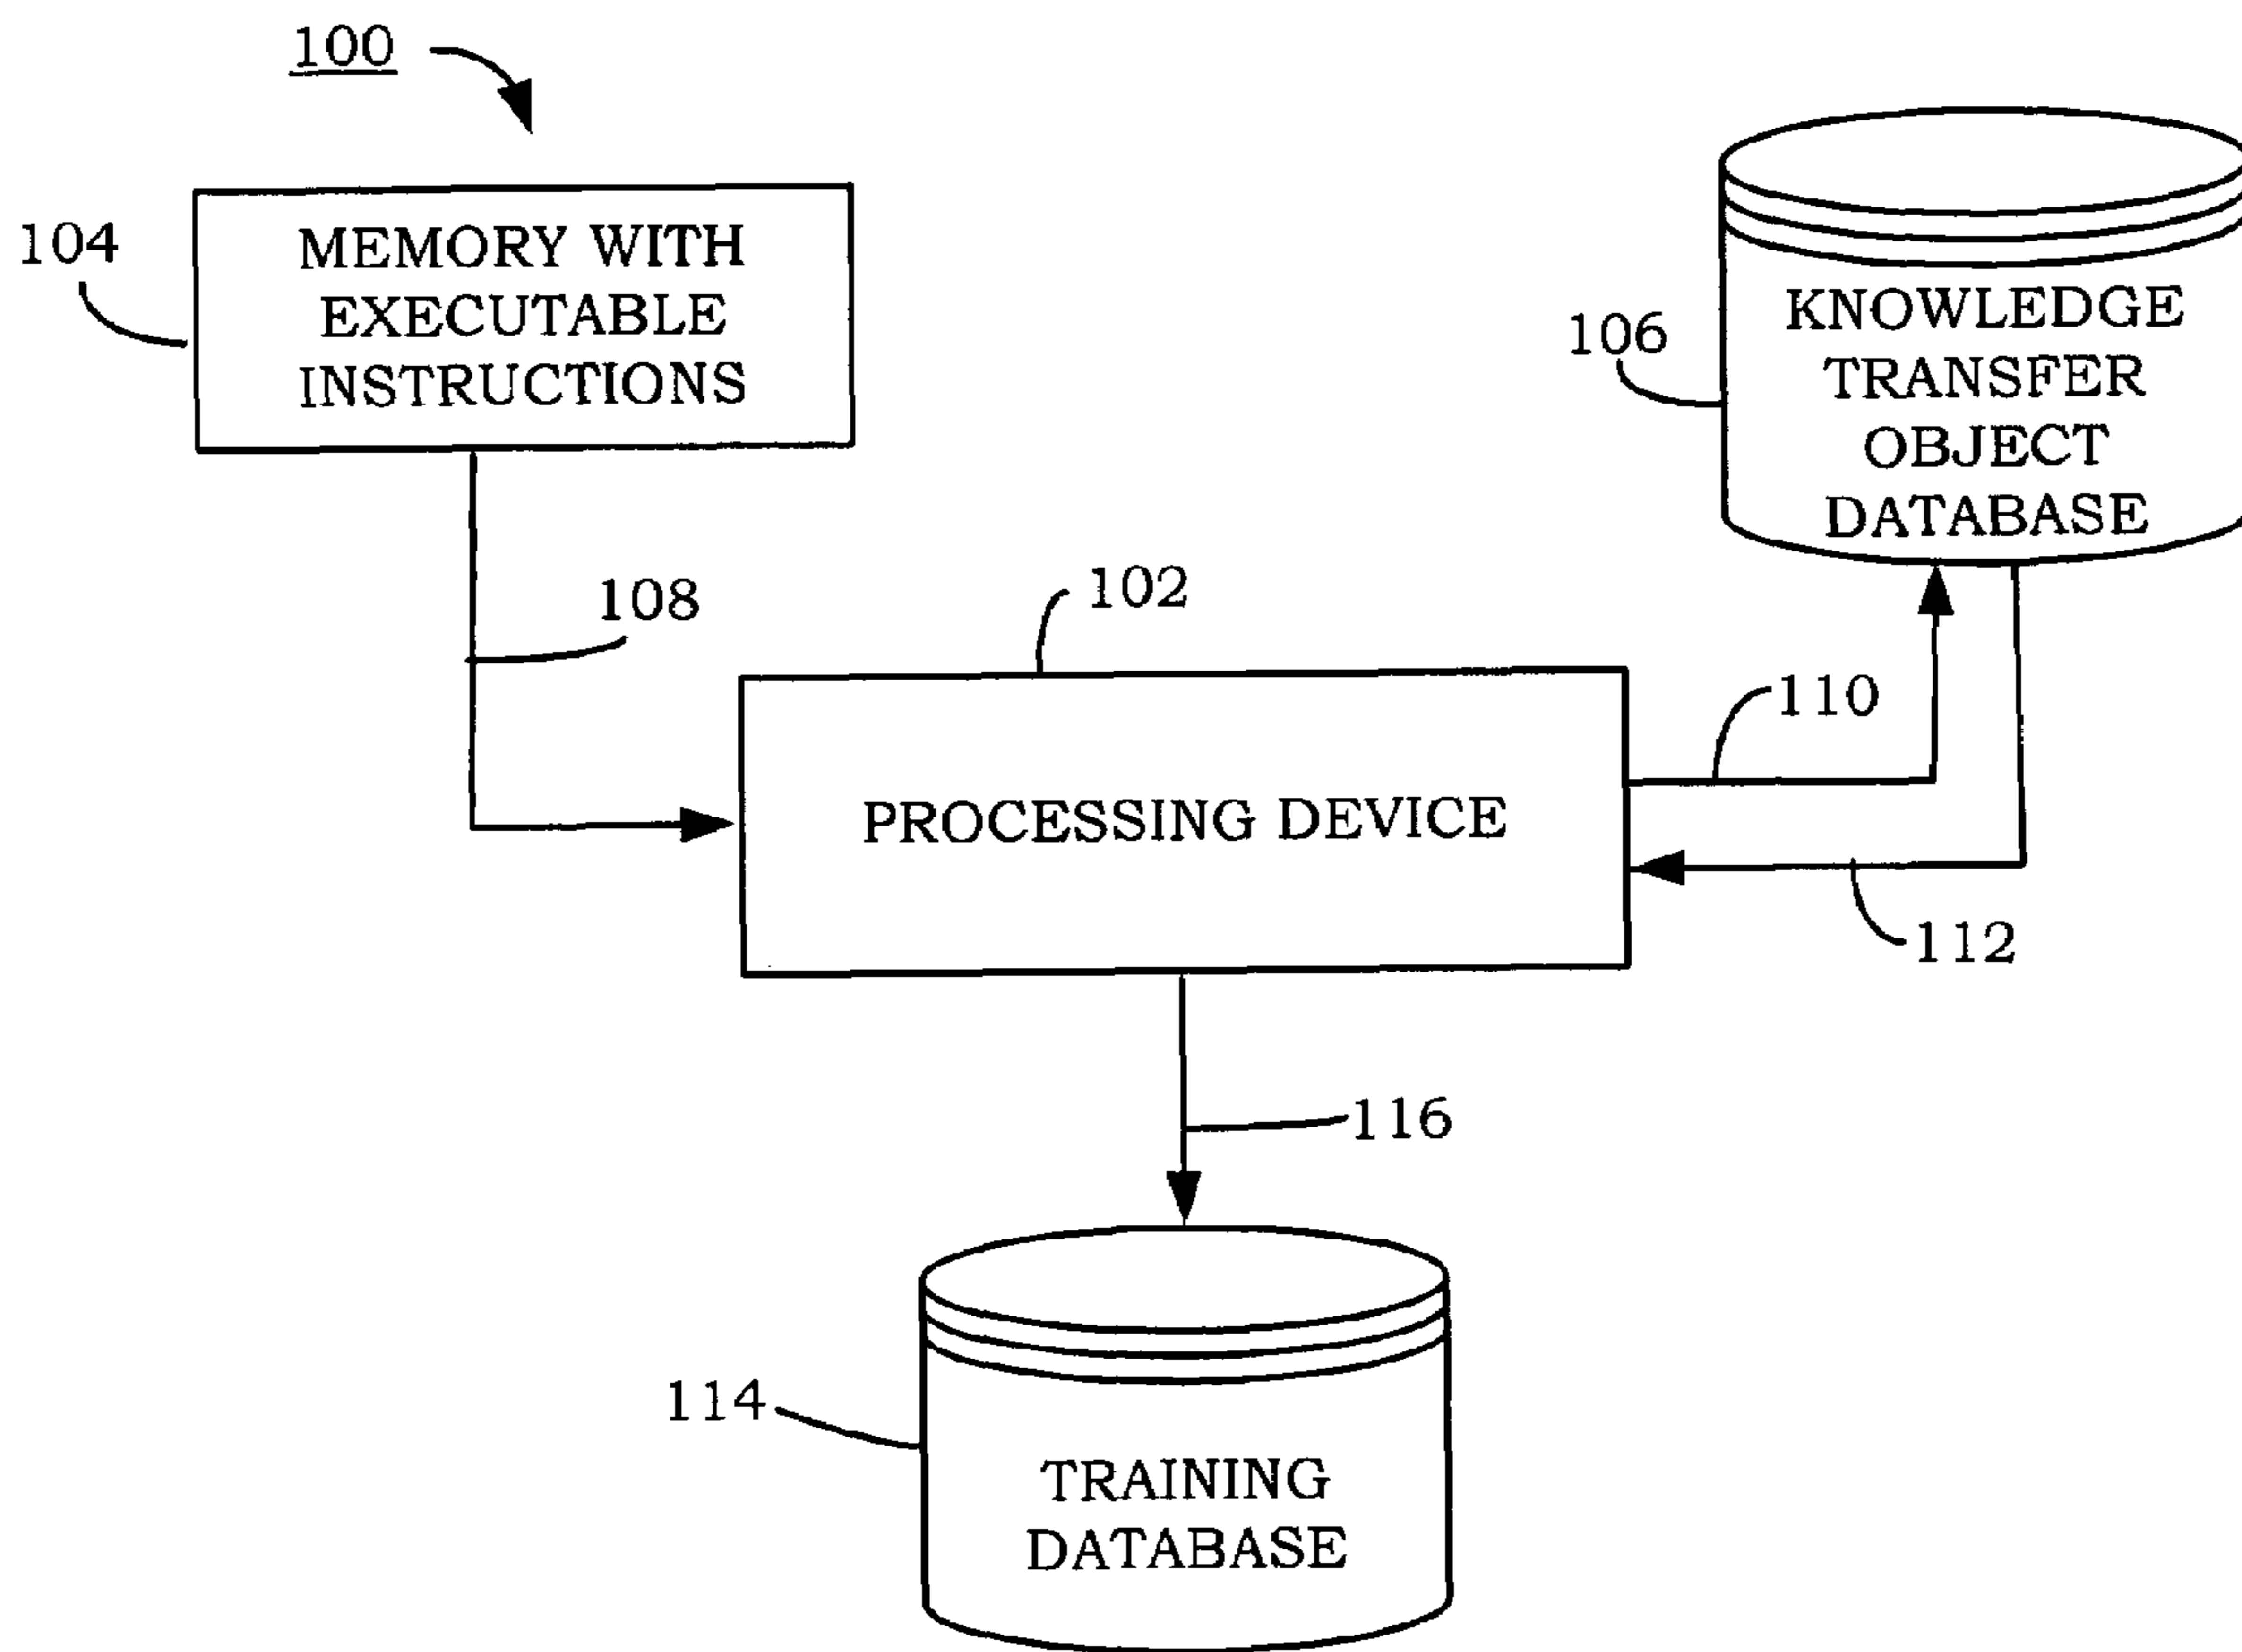 100
104
MEMORY WITH
EXECUTABLE
INSTRUCTIONS
106
KNOWLEDGE
TRANSFER
OBJECT
DATABASE
108
102
110
PROCESSING DEVICE
112
116
114
TRAINING
DATABASE